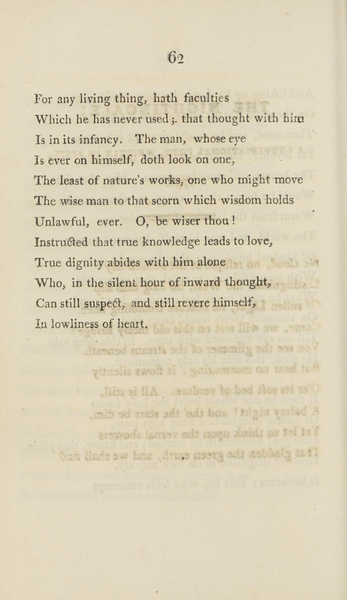 62
For any living thing, hath faculties
Which he has never used; that thought with him
Is in its infancy. The man, whose eye
Is ever on himself, doth look on one,
The least of nature's works, one who might move
The wise man to that scorn which wisdom holds
Unlawful, ever. O, be wiser thou!
Instructed that true knowledge leads to love,
True dignity abides with him alone
Who, in the silent hour of inward thought,
Can still suspect, and still revere himself,
In lowliness of heart.